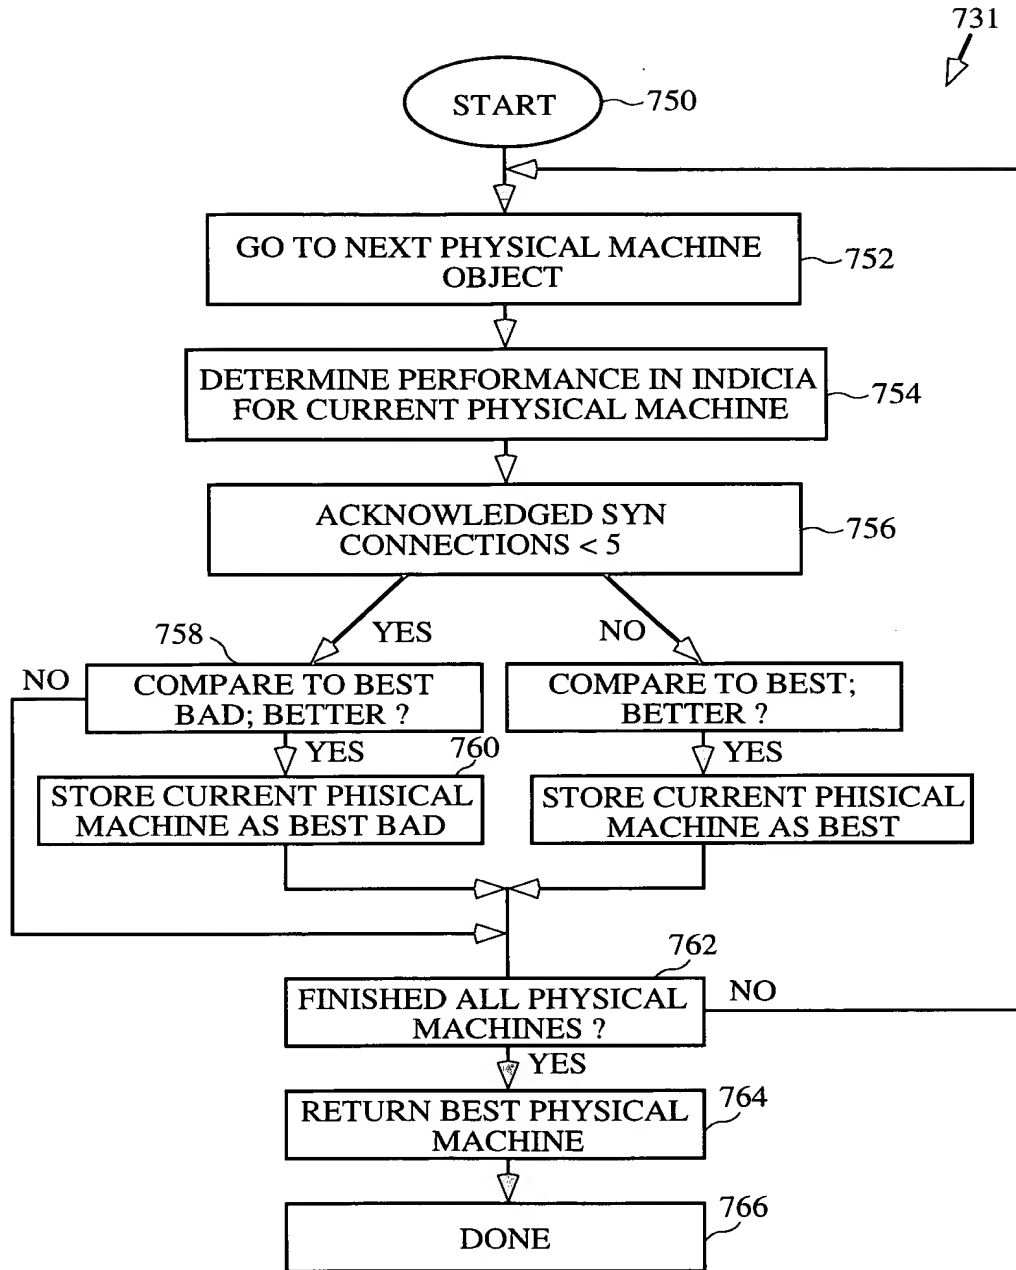 731
START
750
GO TO NEXT PHYSICAL MACHINE
OBJECT
752
DETERMINE PERFORMANCE IN INDICIA
FOR CURRENT PHYSICAL MACHINE
754
ACKNOWLEDGED SYN
CONNECTIONS < 5
756
YES
NO
758
NO
COMPARE TO BEST
BAD; BETTER ?
COMPARE TO BEST;
BETTER ?
YES
760
YES
STORE CURRENT PHISICAL
MACHINE AS BEST BAD
STORE CURRENT PHISICAL
MACHINE AS BEST
762
FINISHED ALL PHYSICAL
MACHINES ?
NO
YES
RETURN BEST PHYSICAL
MACHINE
764
DONE
766